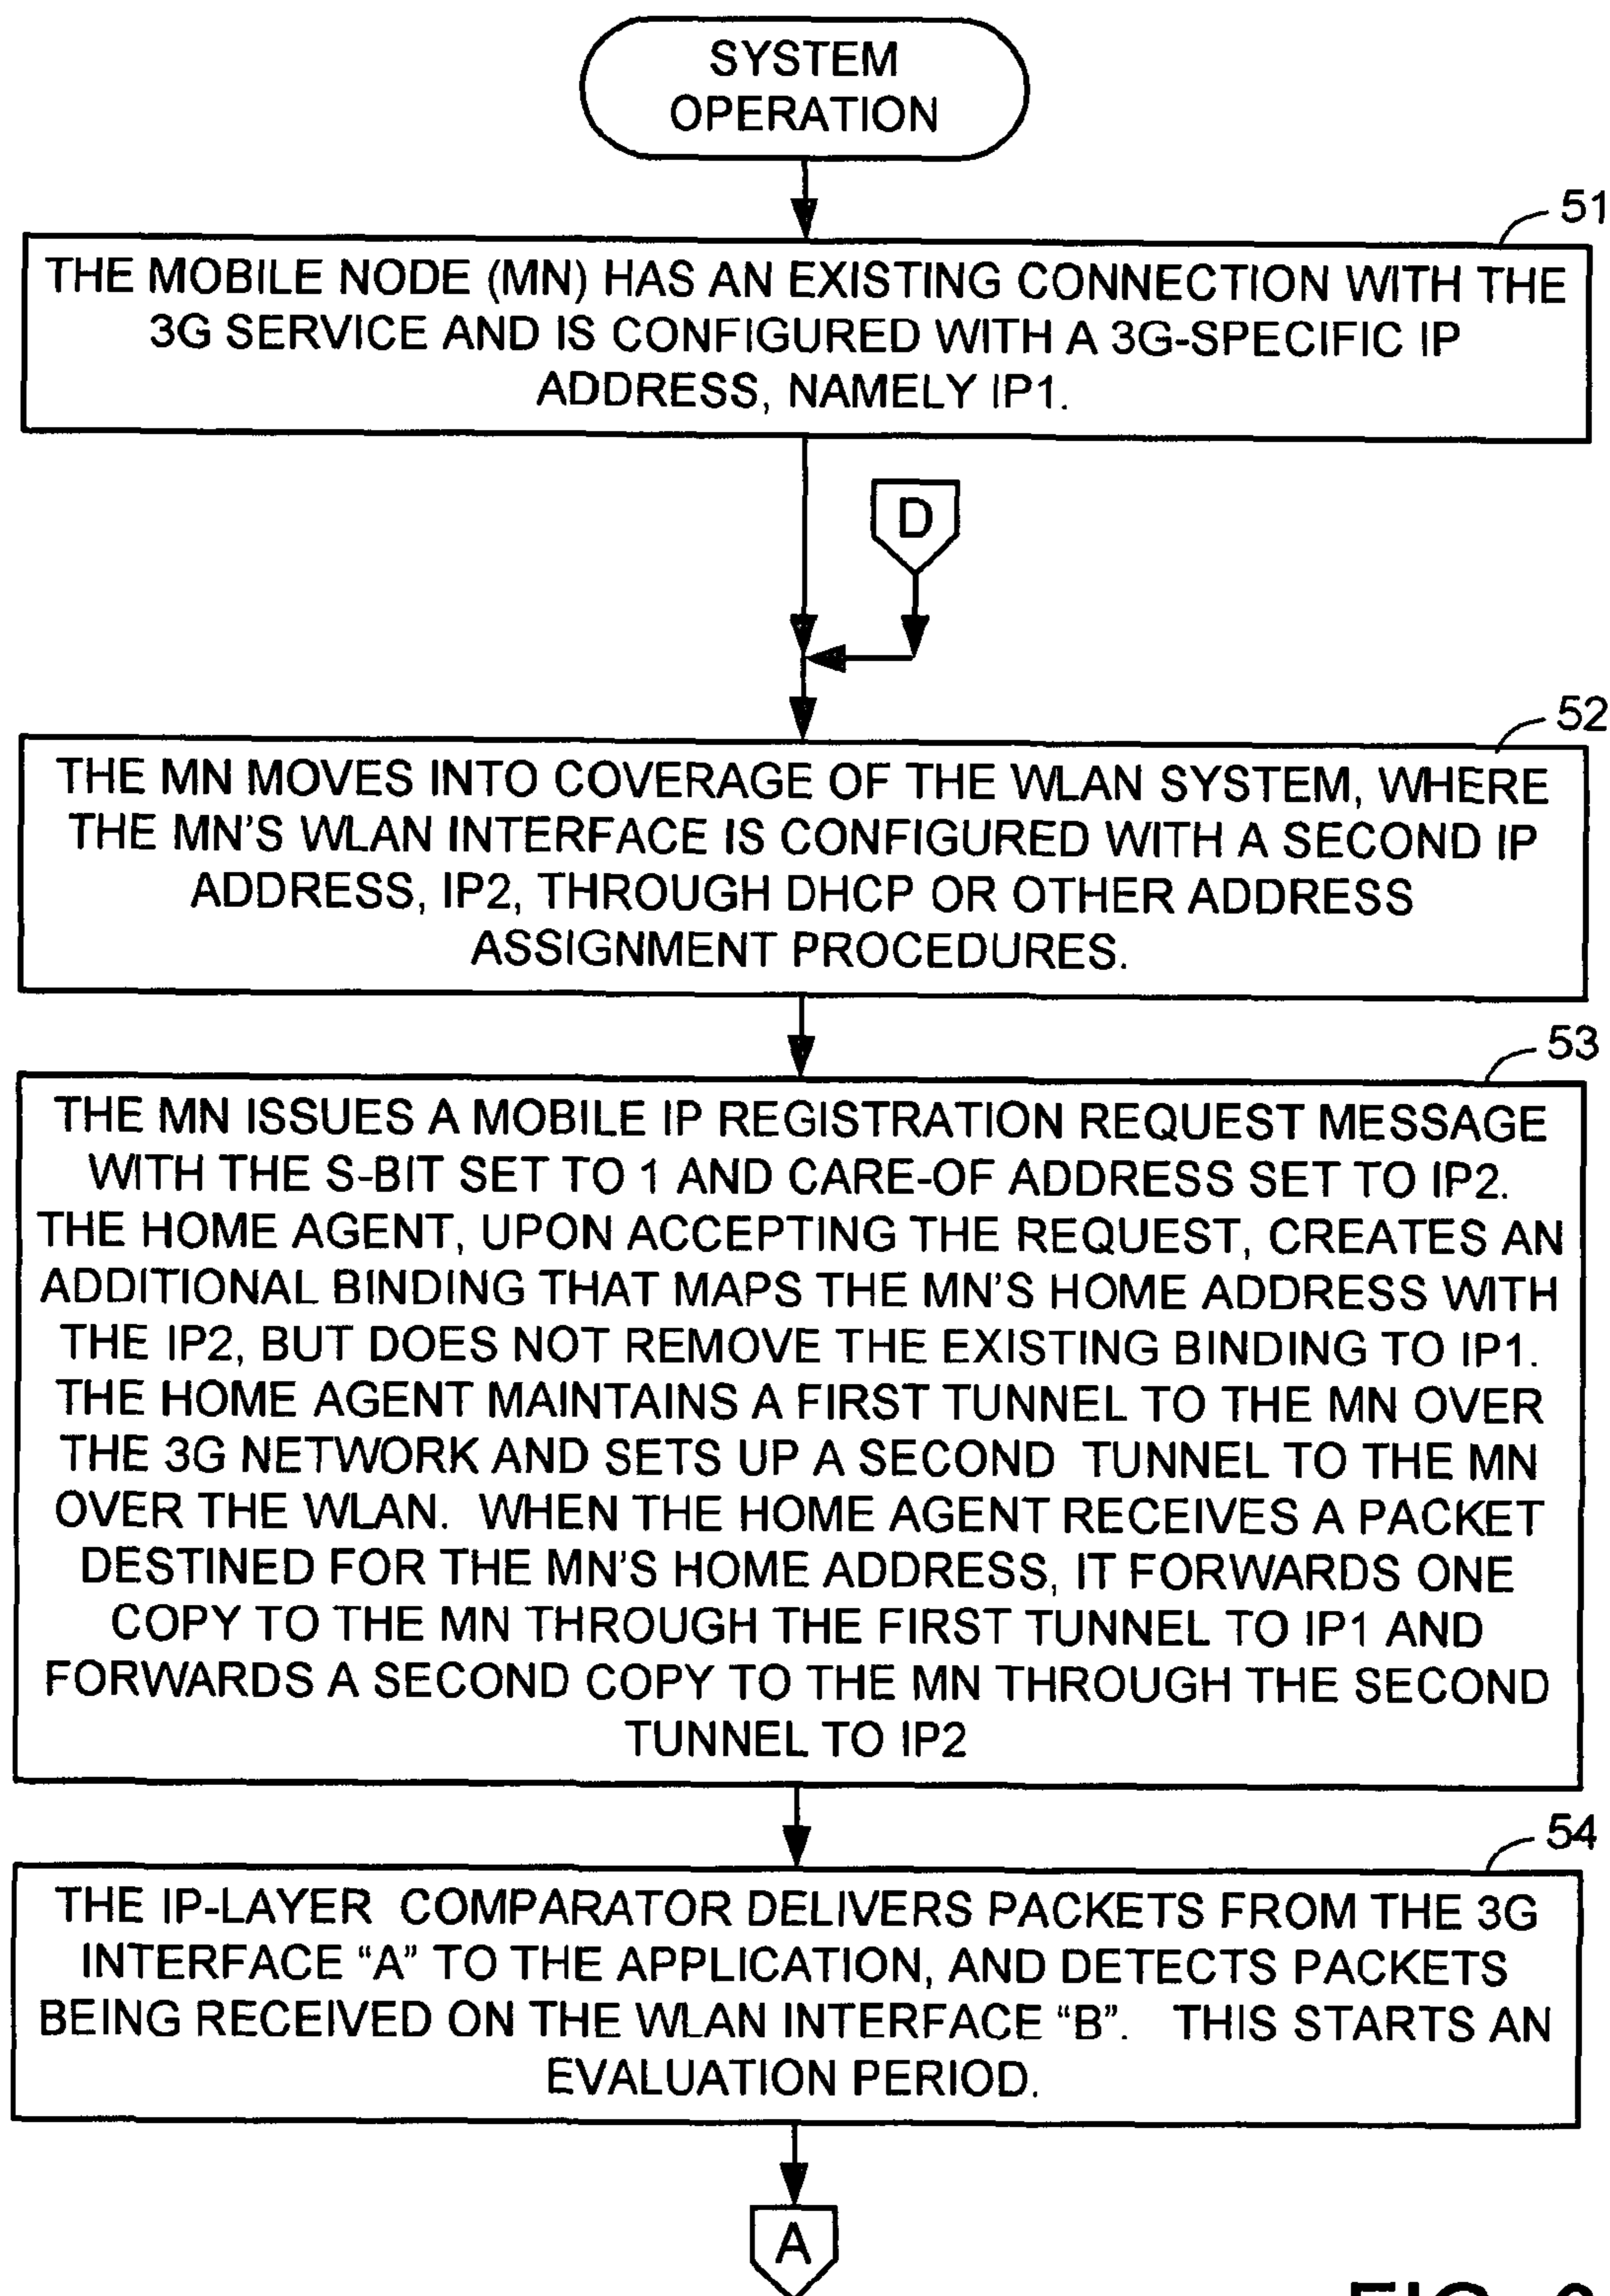 SYSTEM
OPERATION
51
THE MOBILE NODE (MN) HAS AN EXISTING CONNECTION WITH THE
3G SERVICE AND IS CONFIGURED WITH A 3G-SPECIFIC IP
ADDRESS, NAMELY IP1.
D
52
THE MN MOVES INTO COVERAGE OF THE WLAN SYSTEM, WHERE
THE MN'S WLAN INTERFACE IS CONFIGURED WITH A SECOND IP
ADDRESS, IP2, THROUGH DHCP OR OTHER ADDRESS
ASSIGNMENT PROCEDURES.
53
THE MN ISSUES A MOBILE IP REGISTRATION REQUEST MESSAGE
WITH THE S-BIT SET TO 1 AND CARE-OF ADDRESS SET TO IP2.
THE HOME AGENT, UPON ACCEPTING THE REQUEST, CREATES AN
ADDITIONAL BINDING THAT MAPS THE MN'S HOME ADDRESS WITH
THE IP2, BUT DOES NOT REMOVE THE EXISTING BINDING TO IP1.
THE HOME AGENT MAINTAINS A FIRST TUNNEL TO THE MN OVER
THE 3G NETWORK AND SETS UP A SECOND TUNNEL TO THE MN
OVER THE WLAN. WHEN THE HOME AGENT RECEIVES A PACKET
DESTINED FOR THE MN'S HOME ADDRESS, IT FORWARDS ONE
COPY TO THE MN THROUGH THE FIRST TUNNEL TO IP1 AND
FORWARDS A SECOND COPY TO THE MN THROUGH THE SECOND
TUNNEL TO IP2
54
THE IP-LAYER COMPARATOR DELIVERS PACKETS FROM THE 3G
INTERFACE "A" TO THE APPLICATION, AND DETECTS PACKETS
BEING RECEIVED ON THE WLAN INTERFACE "B". THIS STARTS AN
EVALUATION PERIOD.
A